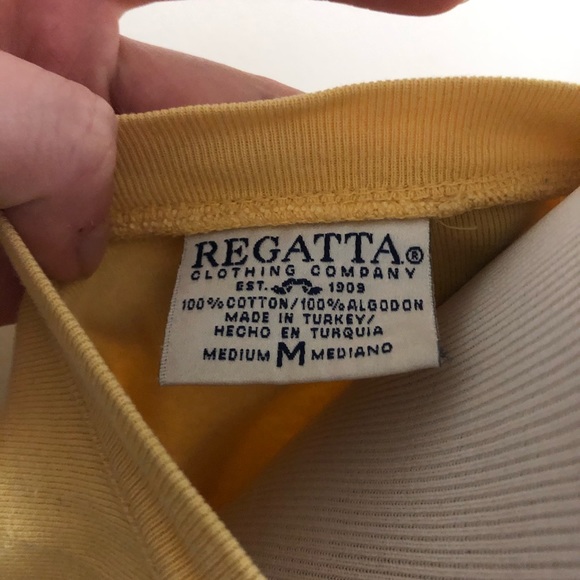 REGATTA®
CLOTHING COMPANY
EST. 1909
100% COTTON/100% ALGODON
MADE IN TURKEY/
HECHO EN TURQUIA
MEDIUM M MEDIANO